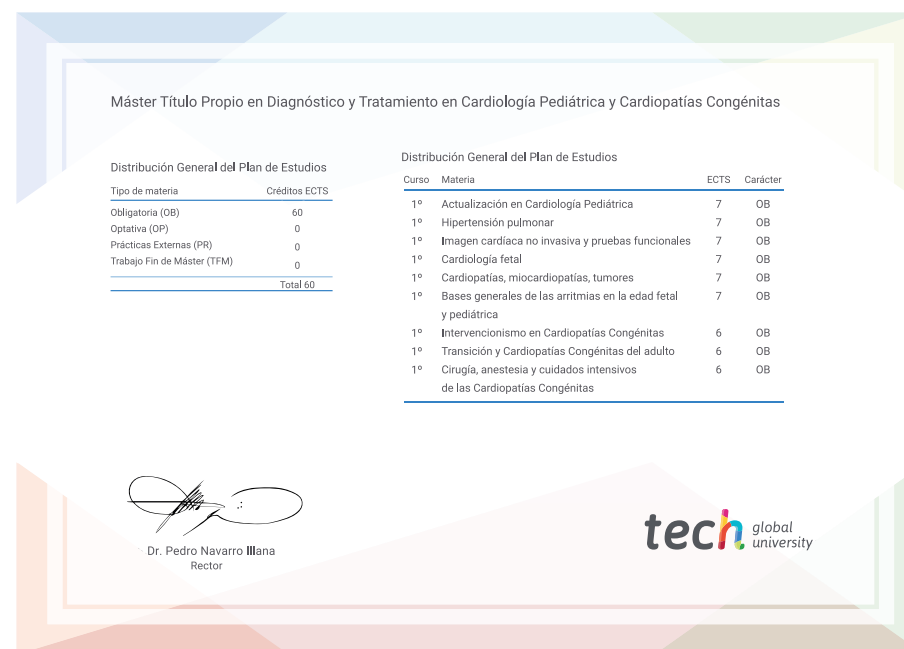 Máster Título Propio en Diagnóstico y Tratamiento en Cardiología Pediátrica y Cardiopatías Congénitas
Distribución General del Plan de Estudios
Tipo de materia Créditos ECTS
Obligatoria (OB) 60
Optativa (OP) 0
Prácticas Externas (PR) 0
Trabajo Fin de Máster (TFM) 0
Total 60
Distribución General del Plan de Estudios
Curso Materia ECTS Carácter
1º Actualización en Cardiología Pediátrica 7 OB
1º Hipertensión pulmonar 7 OB
1º Imagen cardíaca no invasiva y pruebas funcionales 7 OB
1º Cardiología fetal 7 OB
1º Cardiopatías, miocardiopatías, tumores 7 OB
1º Bases generales de las arritmias en la edad fetal 7 OB
y pediátrica
1º Intervencionismo en Cardiopatías Congénitas 6 OB
1º Transición y Cardiopatías Congénitas del adulto 6 OB
1º Cirugía, anestesia y cuidados intensivos 6 OB
de las Cardiopatías Congénitas
Dr. Pedro Navarro Illana
Rector
tech global
university